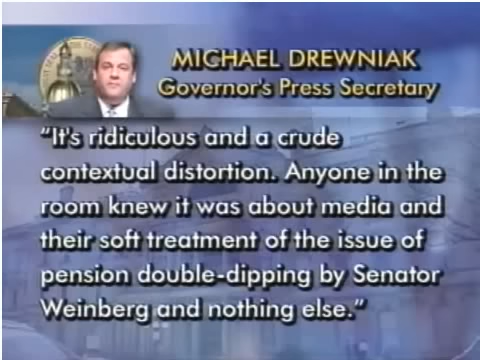 MICHAEL DREWNIAK
Governor's Press Secretary
"It's ridiculous and a crude
contextual distortion. Anyone in the
room knew it was about media and
their soft treatment of the issue of
pension double-dipping by Senator
Weinberg and nothing else."